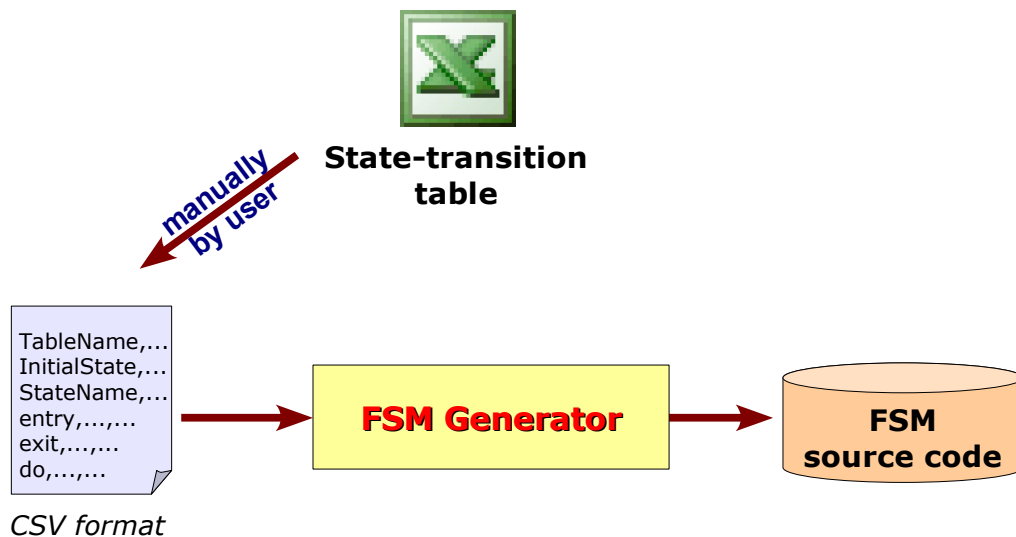 State-transition
table
manually
by user
TableName,...
InitialState,...
StateName,...
entry,...,...
exit,...,...
do,...,...
CSV format
FSM Generator
FSM
source code